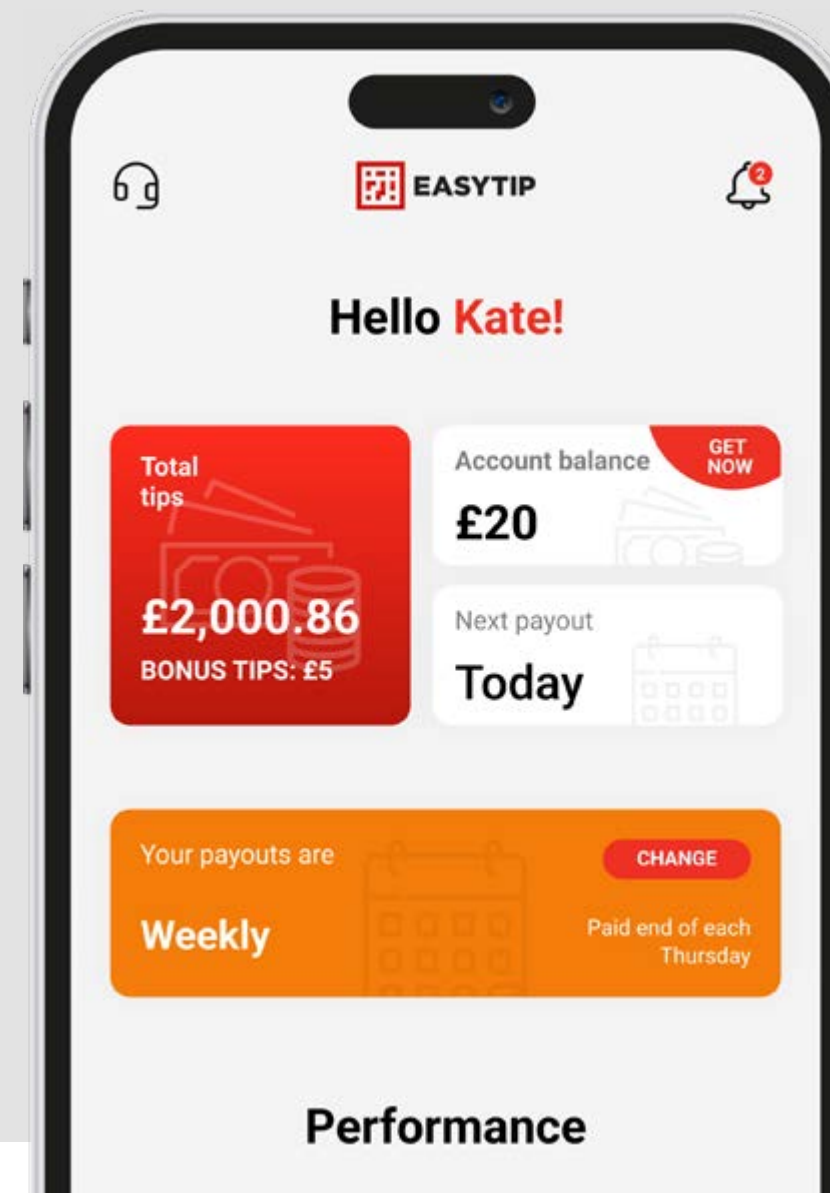 2
EASYTIP
Hello Kate!
Total
tips
£2,000.86
BONUS TIPS: £5
Account balance
GET
NOW
£20
Next payout
Today
Your payouts are
CHANGE
Weekly
Paid end of each
Thursday
Performance